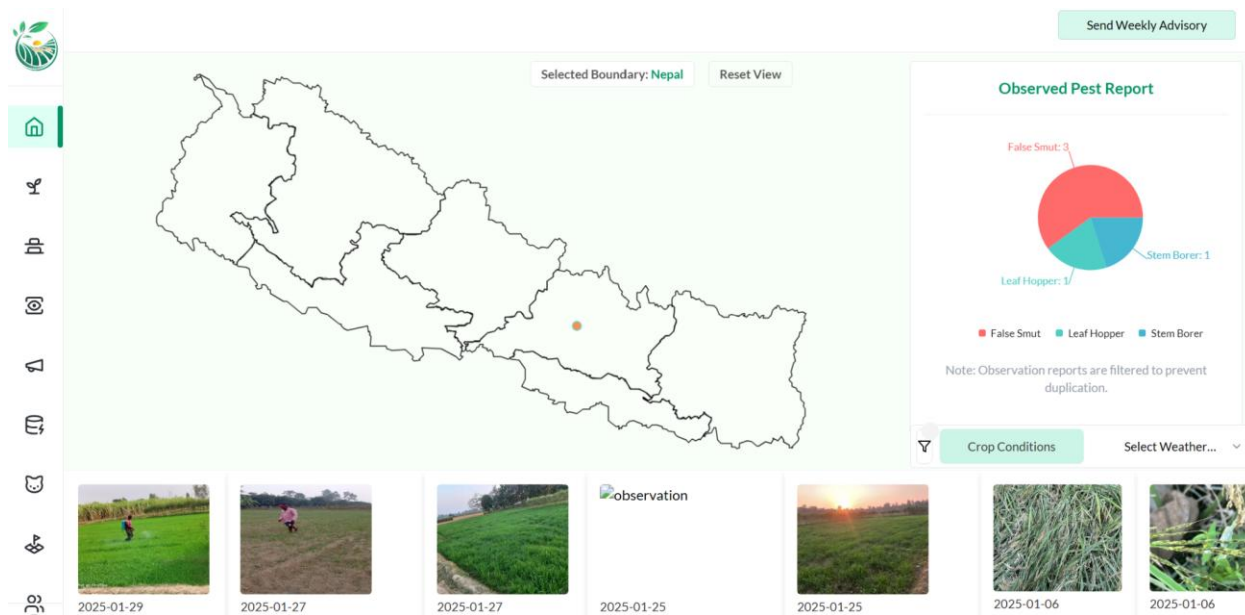 Send Weekly Advisory
Selected Boundary: Nepal
Reset View
Observed Pest Report
False Smut: 3
Stem Borer: 1
Leaf Hopper: 1
False Smut
Leaf Hopper
Stem Borer
Note: Observation reports are filtered to prevent
duplication.
Crop Conditions
Select Weather...
observation
2025-01-29
2025-01-27
2025-01-27
2025-01-25
2025-01-25
2025-01-06
2025-01-06